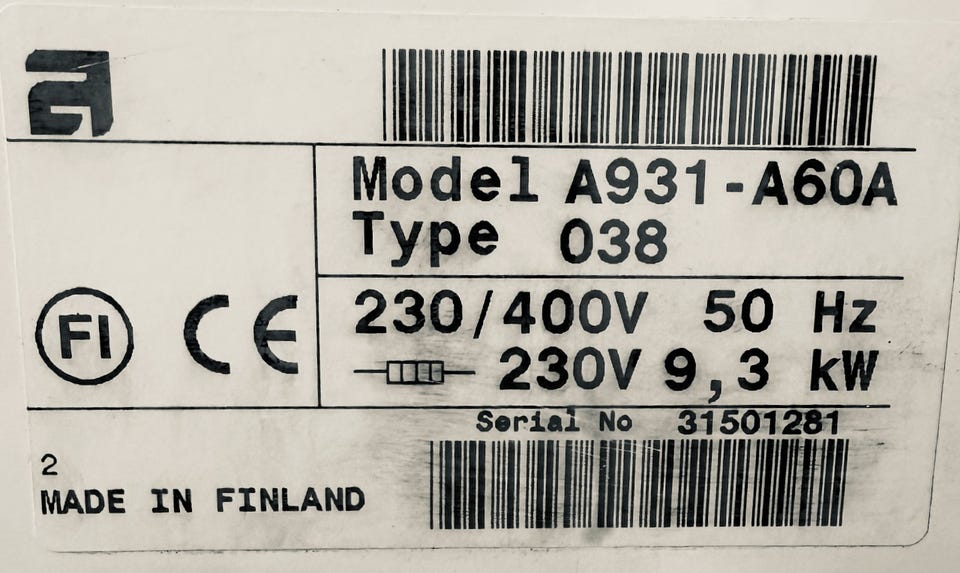 a
Model A931-A60A
Type 038
FI CE
230/400V 50 Hz
230V 9,3 kW
Serial No 31501281
2
MADE IN FINLAND